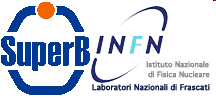 SuperB
INFN
Istituto Nazionale
di Fisica Nucleare
Laboratori Nazionali di Frascati